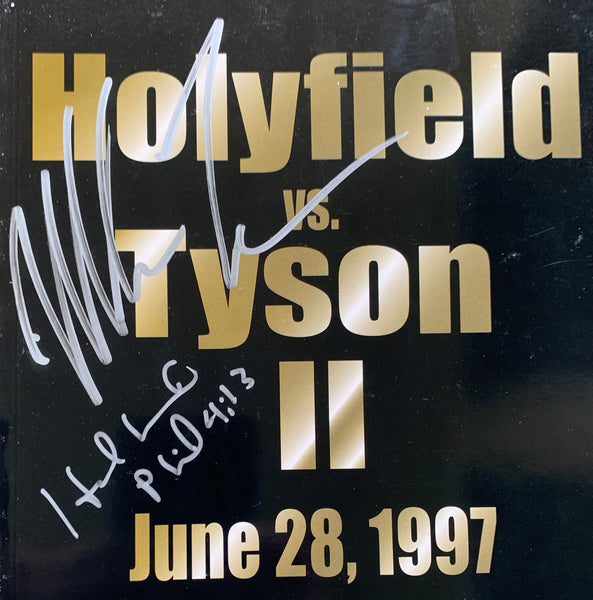 Holyfield
vs.
Tyson
II
Phil 4:13
June 28, 1997